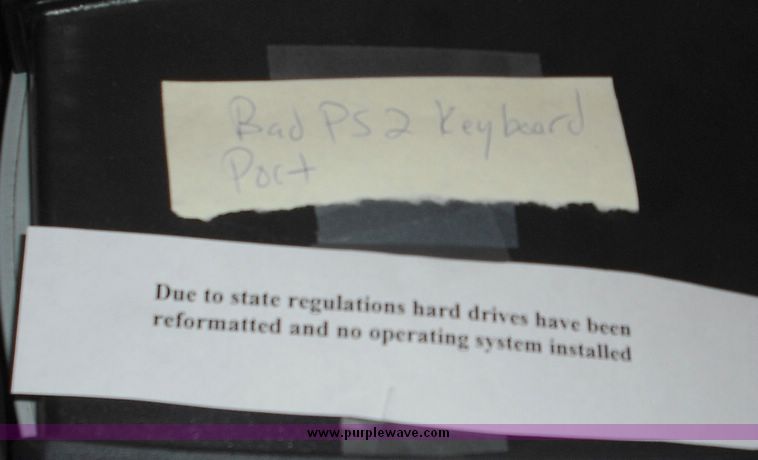 Bad PS2 Keyboard
Port
Due to state regulations hard drives have been
reformatted and no operating system installed
www.purplewave.com